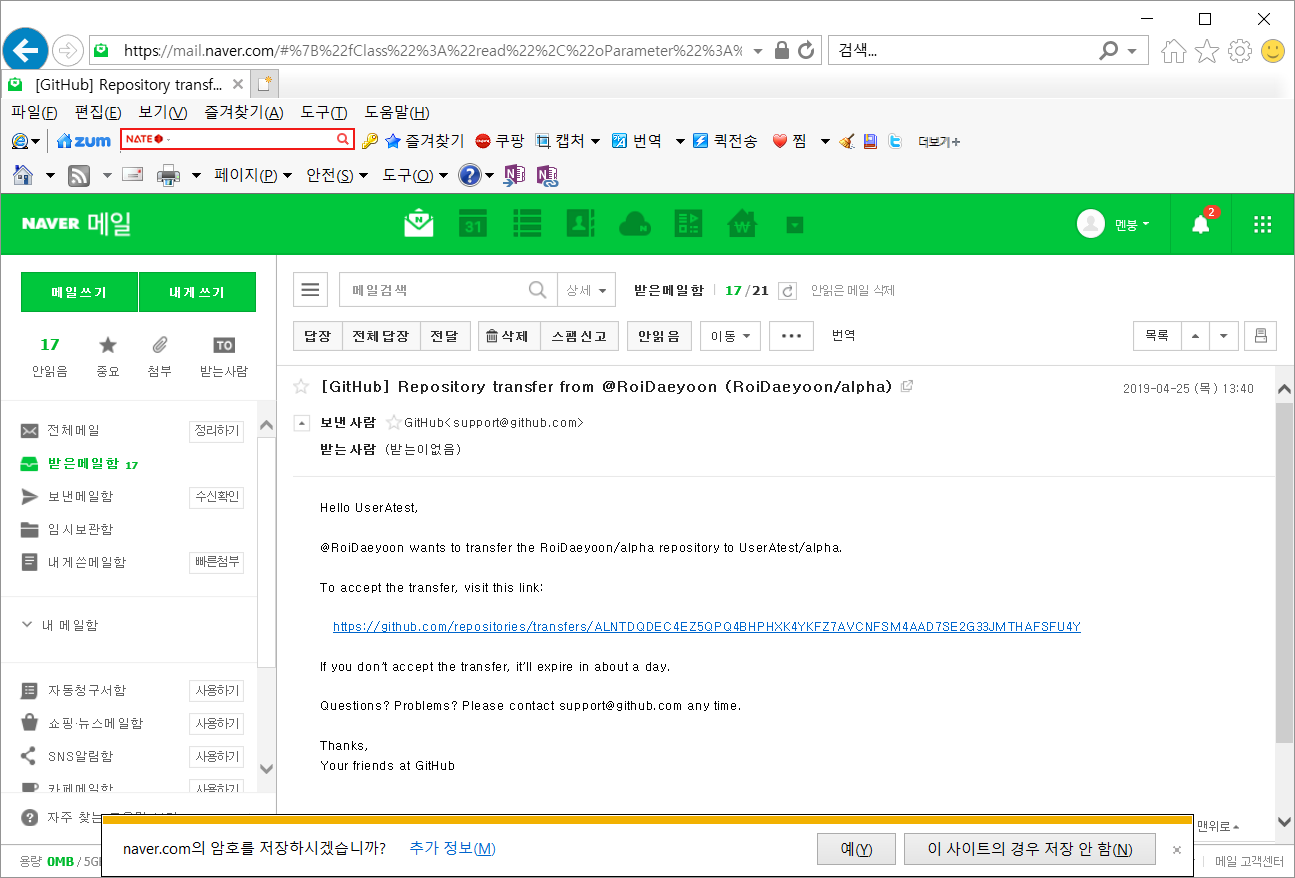 https://mail.naver.com/#%7B%22fClass%22%3A%22read%22%2C%22oParameter%22%3A%
검색...
[GitHub] Repository transf...
파일(F) 편집(E) 보기(V) 즐겨찾기(A) 도구(T) 도움말(H)
zum NATE 즐겨찾기 쿠팡 캡처 번역 퀵전송 찜 더보기+
페이지(P) 안전(S) 도구(O)
NAVER 메일 31 멘붕 2
메일쓰기 내게쓰기
메일검색 상세 받은메일함 17/21 안읽은 메일 삭제
답장 전체답장 전달 삭제 스팸신고 안읽음 이동 ••• 번역 목록
17 TO
안읽음 중요 첨부 받는사람
[GitHub] Repository transfer from @RoiDaeyoon (RoiDaeyoon/alpha) 2019-04-25 (목) 13:40
보낸 사람 GitHub<support@github.com>
받는 사람 (받는이없음)
전체메일 정리하기
받은메일함 17
보낸메일함 수신확인
임시보관함
내게쓴메일함 빠른첨부
내 메일함
자동청구서함 사용하기
쇼핑·뉴스메일함 사용하기
SNS알림함 사용하기
카페메일함 사용하기
자주 찾는
용량 0MB / 5G
Hello UserAtest,
@RoiDaeyoon wants to transfer the RoiDaeyoon/alpha repository to UserAtest/alpha.
To accept the transfer, visit this link:
https://github.com/repositories/transfers/ALNTDQDEC4EZ5QPQ4BHPHXK4YKFZ7AVCNFSM4AAD7SE2G33JMTHAFSFU4Y
If you don't accept the transfer, it'll expire in about a day.
Questions? Problems? Please contact support@github.com any time.
Thanks,
Your friends at GitHub
맨위로
naver.com의 암호를 저장하시겠습니까? 추가 정보(M) 예(Y) 이 사이트의 경우 저장 안 함(N)
메일 고객센터